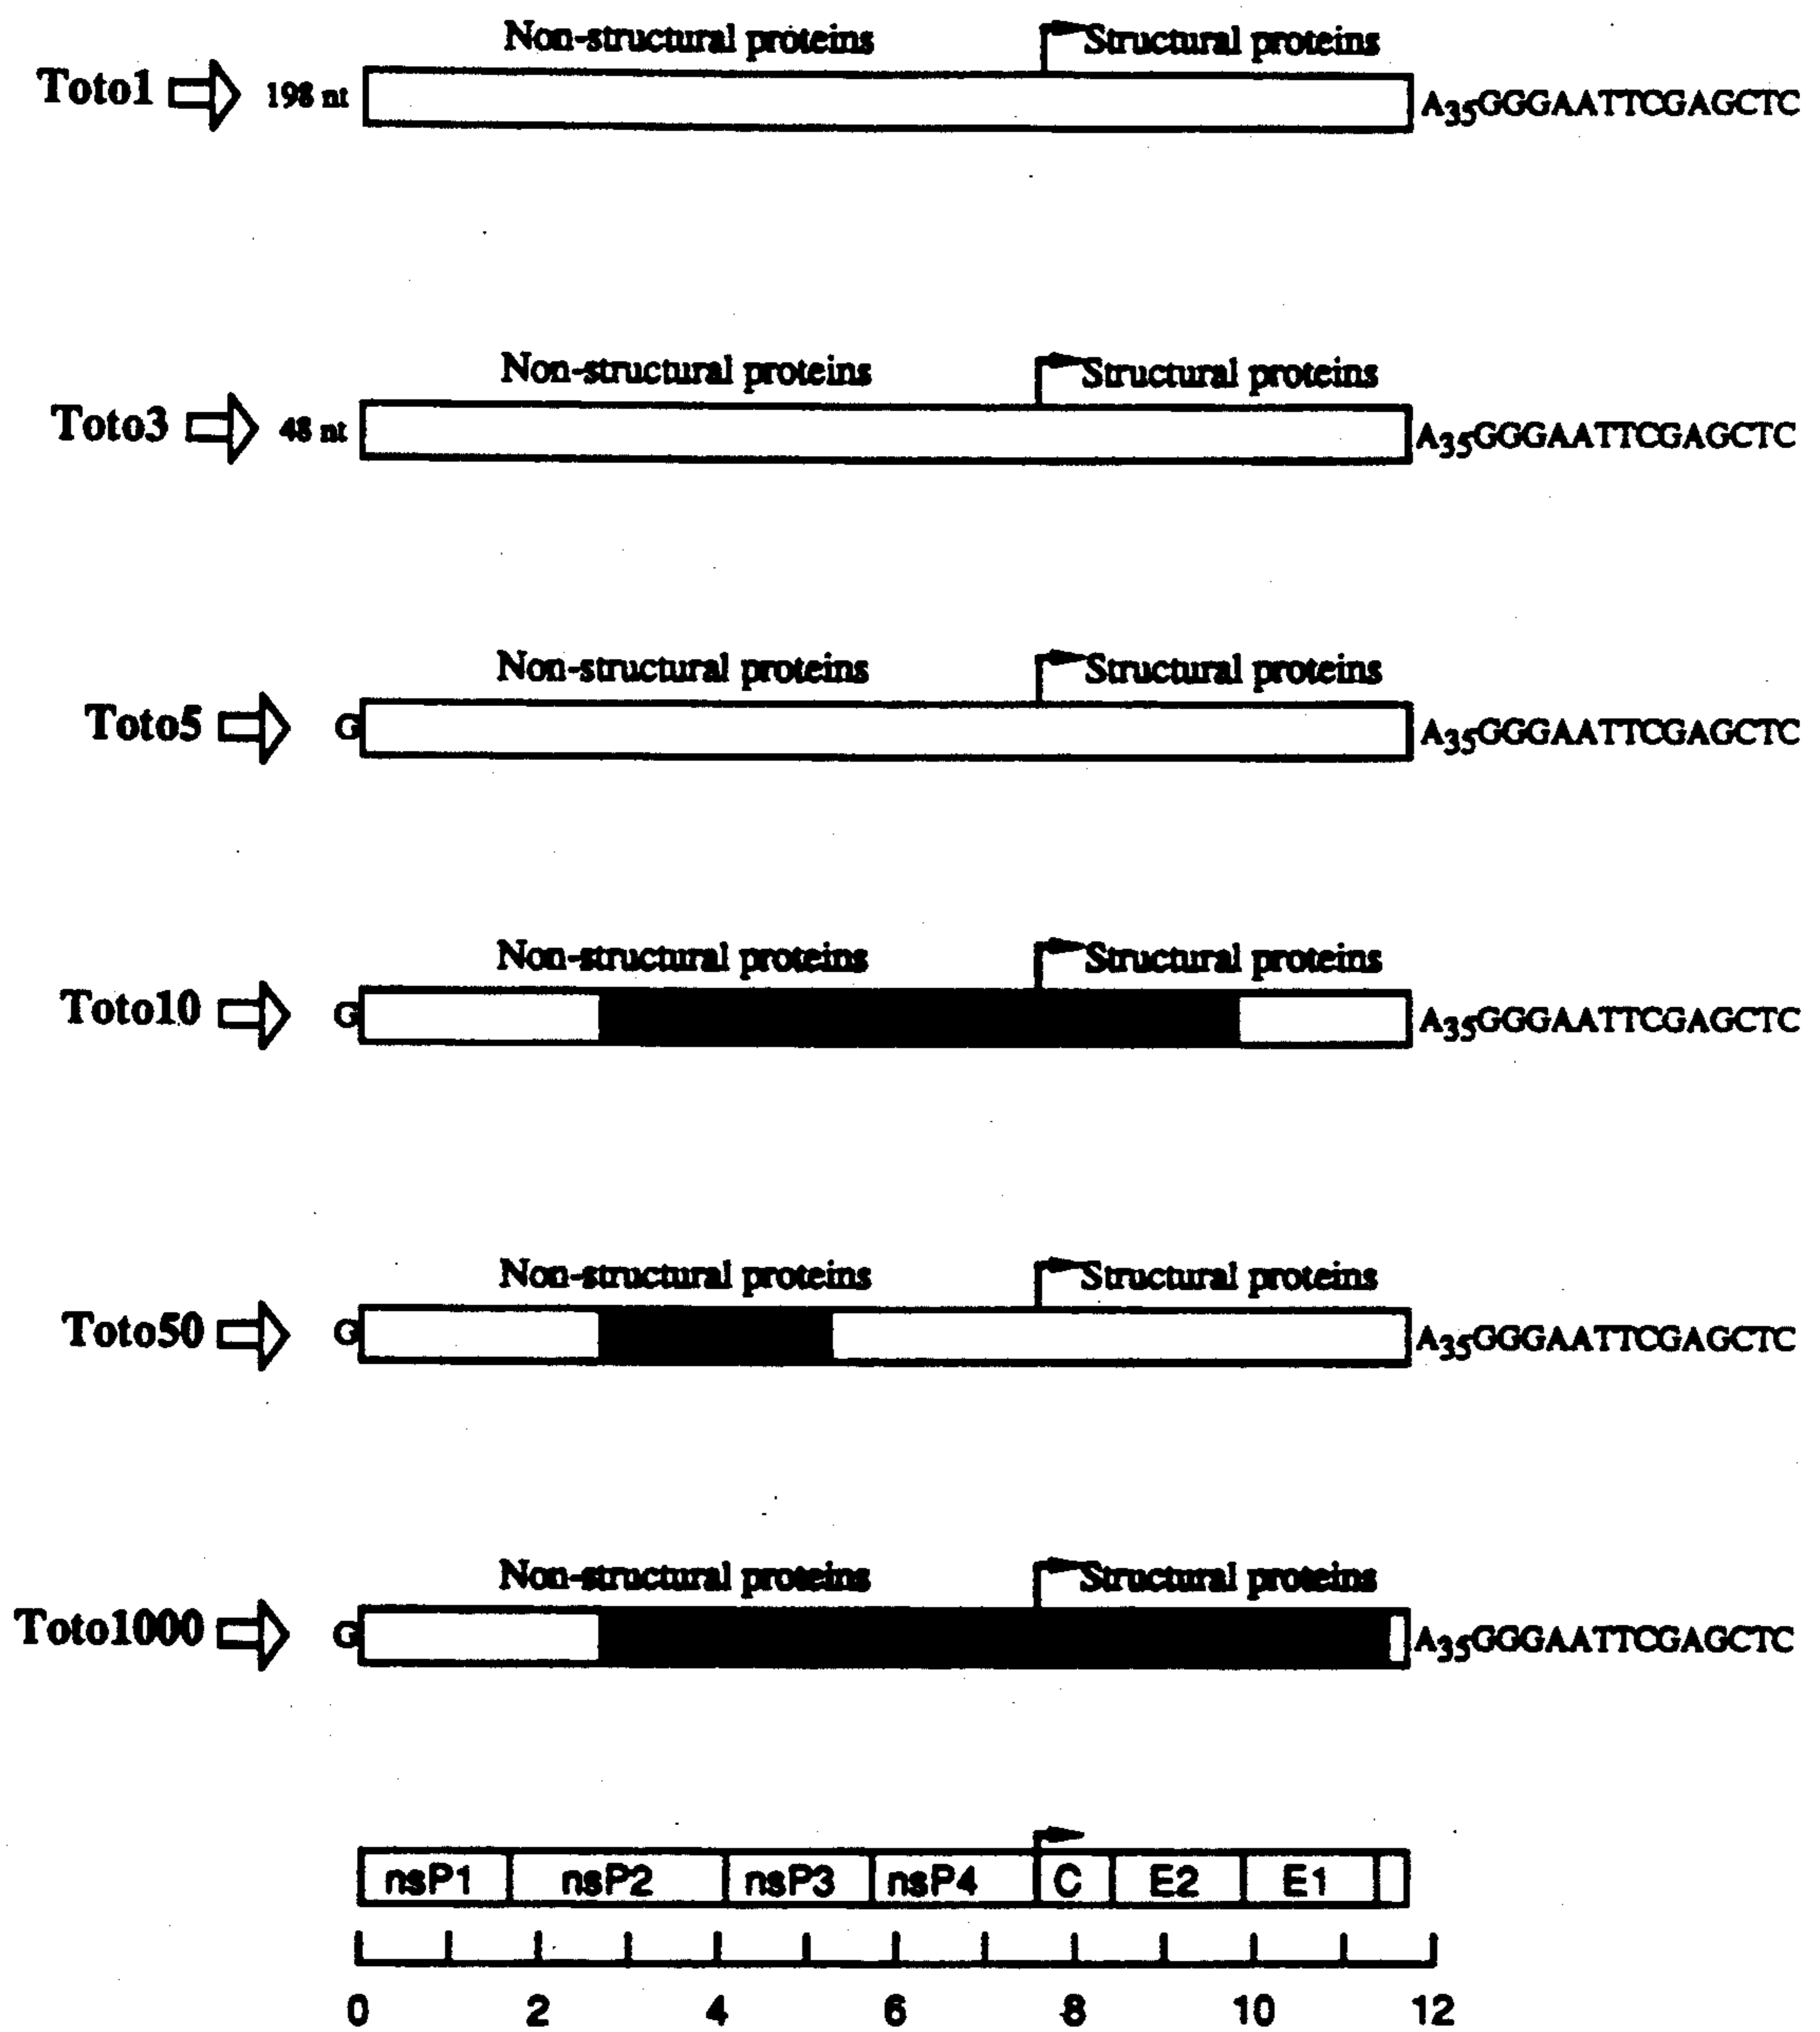 Non-structural proteins Structural proteins
Toto1 198 nt A35GGGAATTCGAGCTC
Non-structural proteins Structural proteins
Toto3 48 nt A35GGGAATTCGAGCTC
Non-structural proteins Structural proteins
Toto5 G A35GGGAATTCGAGCTC
Non-structural proteins Structural proteins
Toto10 G A35GGGAATTCGAGCTC
Non-structural proteins Structural proteins
Toto50 G A35GGGAATTCGAGCTC
Non-structural proteins Structural proteins
Toto1000 G A35GGGAATTCGAGCTC
nsP1 nsP2 nsP3 nsP4 C E2 E1
0 2 4 6 8 10 12